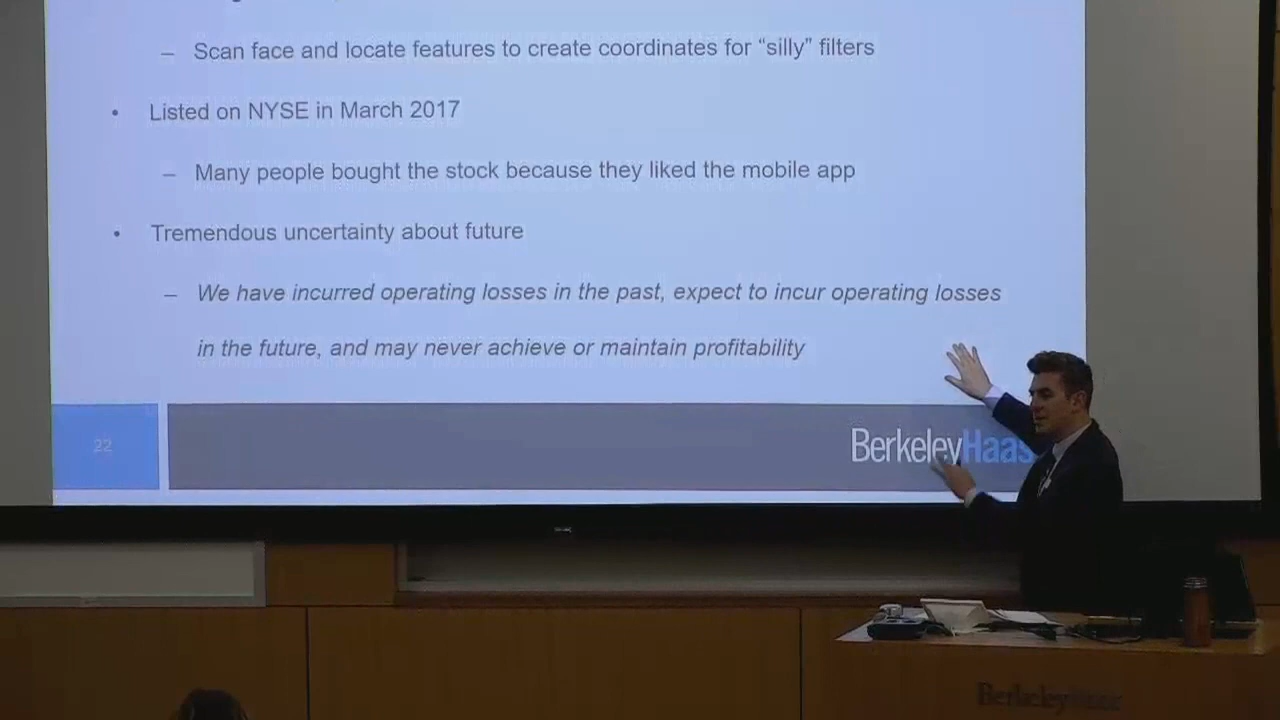 – Scan face and locate features to create coordinates for “silly” filters
• Listed on NYSE in March 2017
– Many people bought the stock because they liked the mobile app
• Tremendous uncertainty about future
– We have incurred operating losses in the past, expect to incur operating losses
in the future, and may never achieve or maintain profitability
22
BerkeleyHaas
BerkeleyHaas